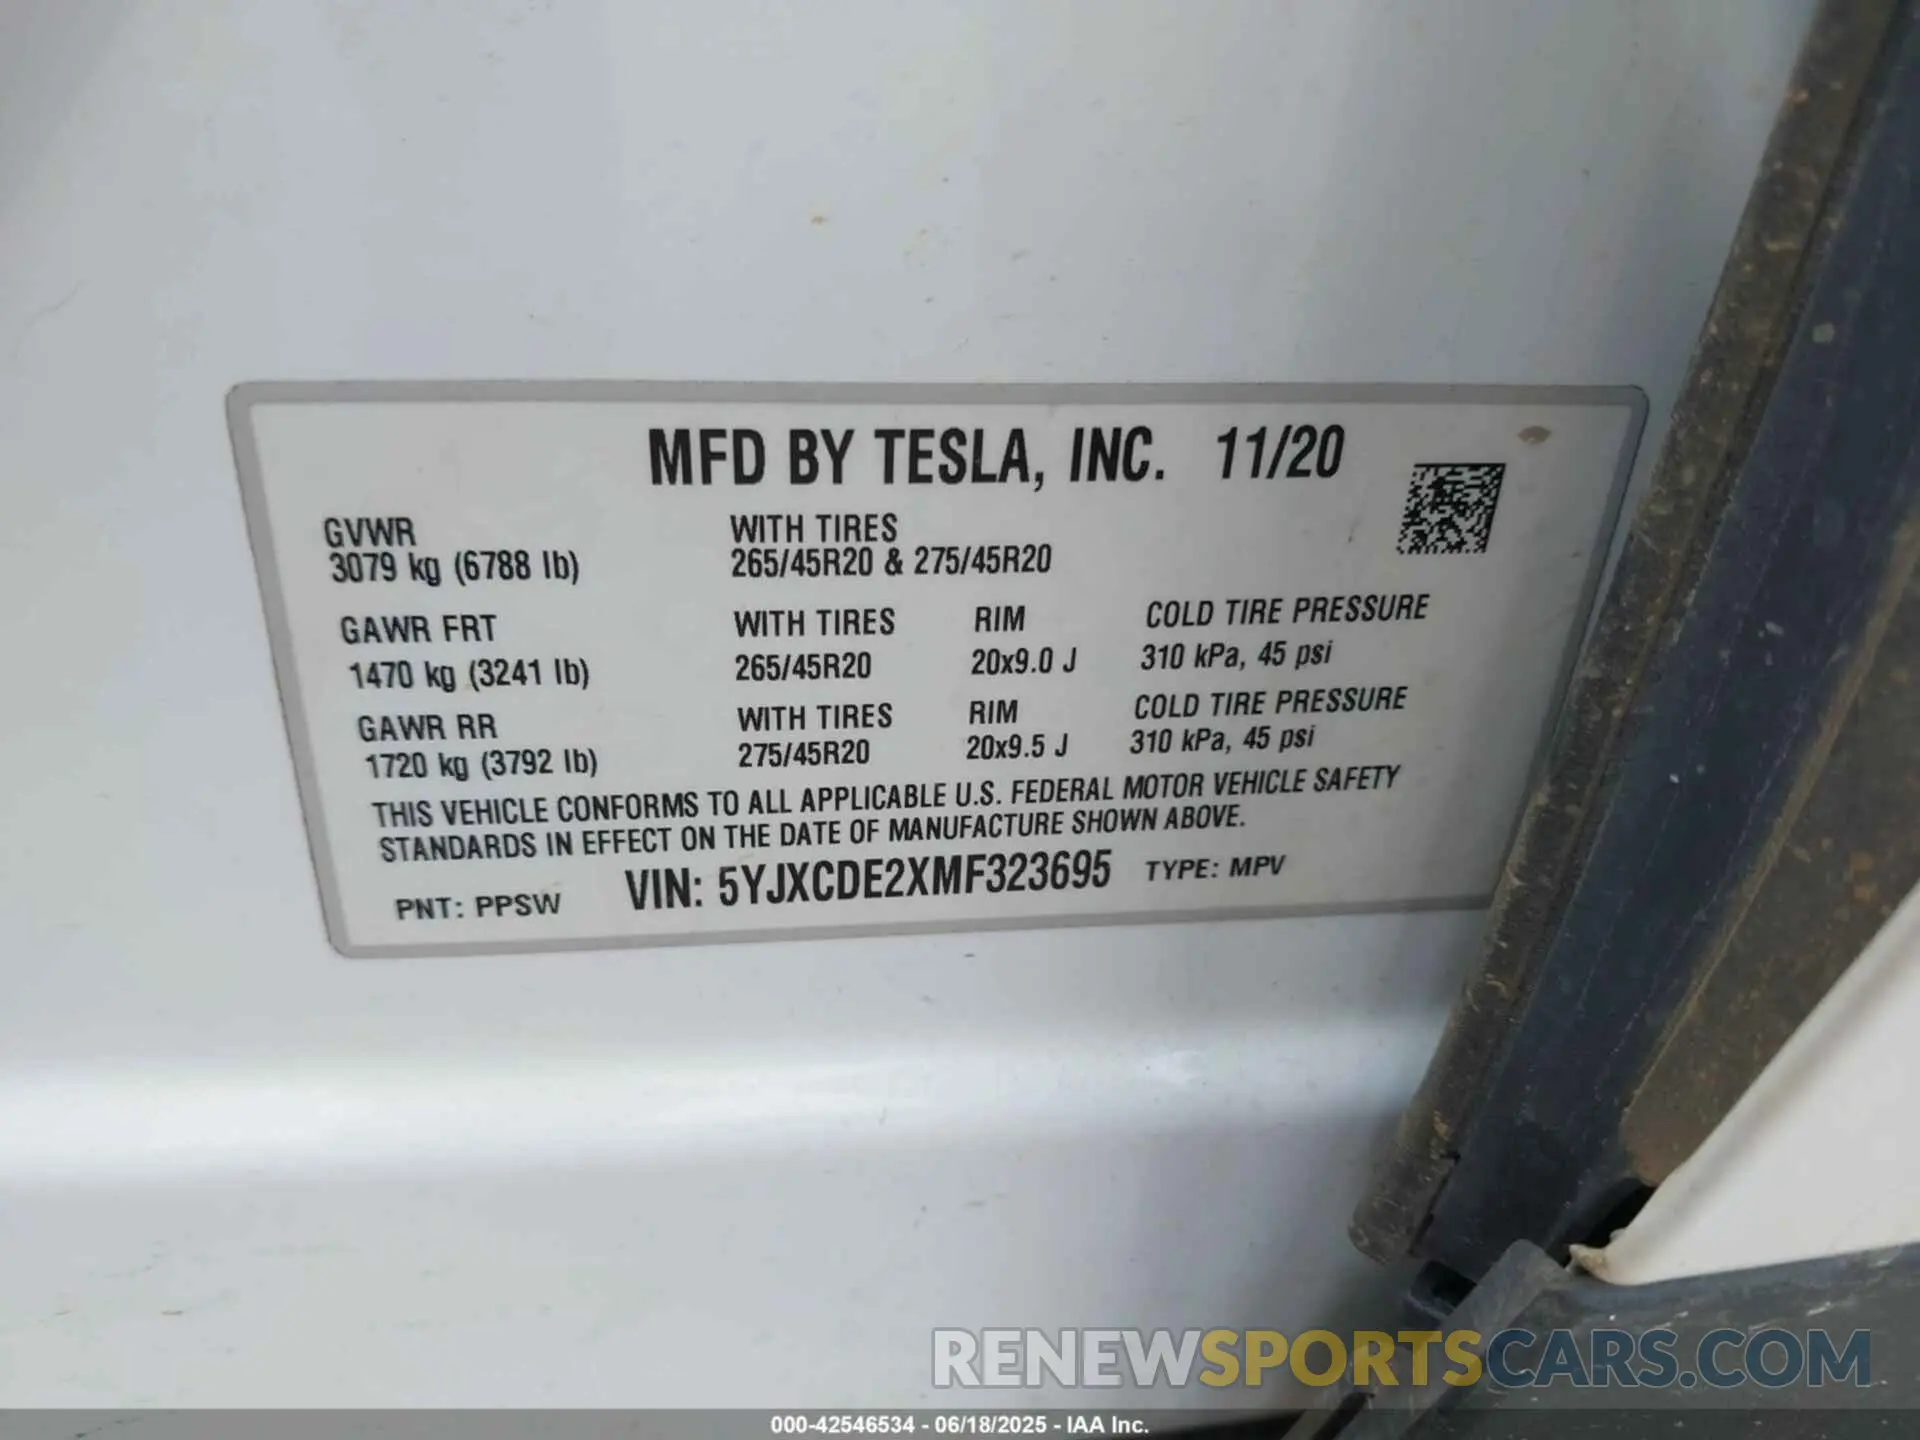 MFD BY TESLA, INC. 11/20
GVWR WITH TIRES
3079 kg (6788 lb) 265/45R20 & 275/45R20
GAWR FRT WITH TIRES RIM COLD TIRE PRESSURE
1470 kg (3241 lb) 265/45R20 20x9.0 J 310 kPa, 45 psi
GAWR RR WITH TIRES RIM COLD TIRE PRESSURE
1720 kg (3792 lb) 275/45R20 20x9.5 J 310 kPa, 45 psi
THIS VEHICLE CONFORMS TO ALL APPLICABLE U.S. FEDERAL MOTOR VEHICLE SAFETY
STANDARDS IN EFFECT ON THE DATE OF MANUFACTURE SHOWN ABOVE.
PNT: PPSW VIN: 5YJXCDE2XMF323695 TYPE: MPV
RENEWSPORTSCARS.COM
000-42546534 - 06/18/2025 - IAA Inc.